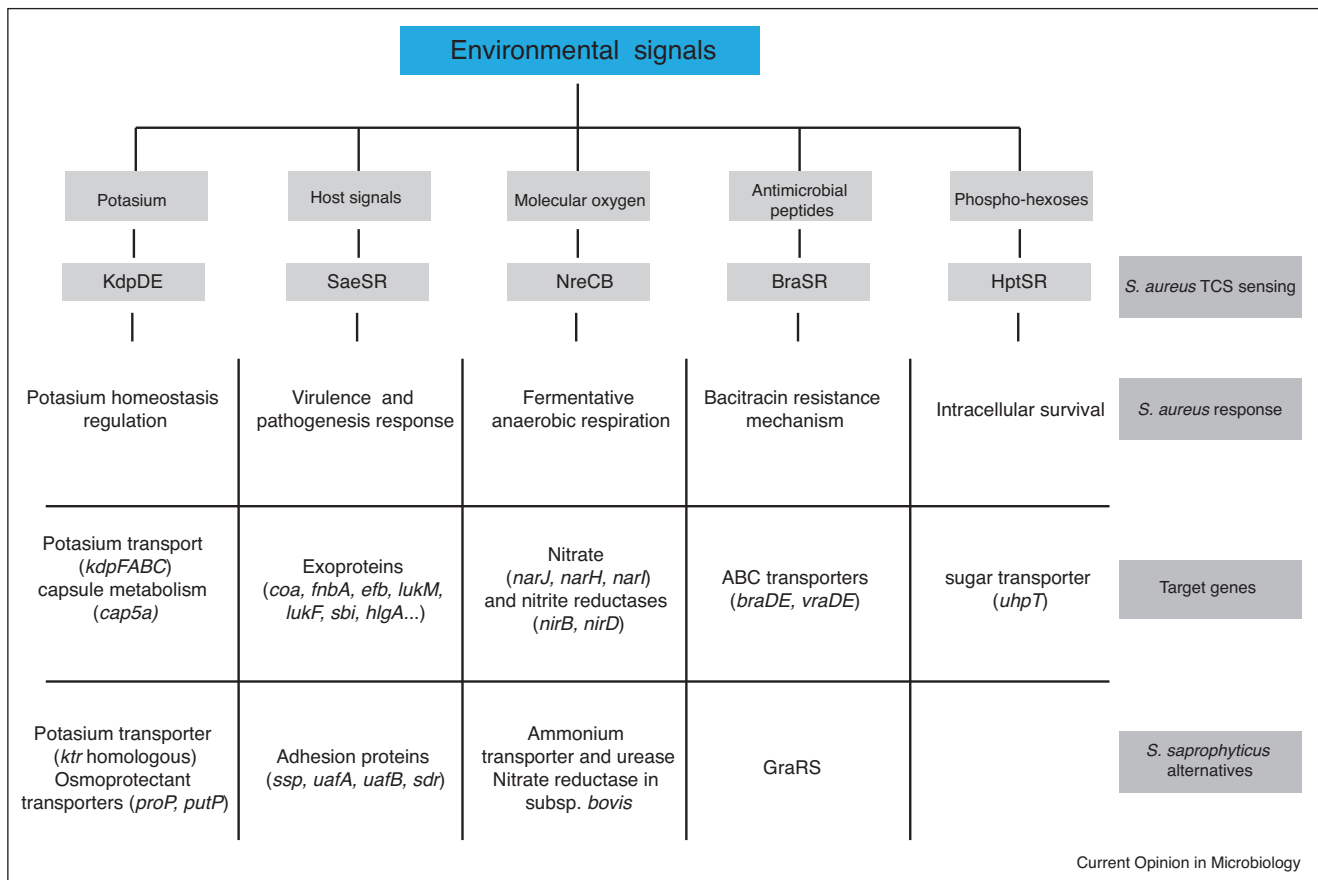 Environmental signals
Potasium
Host signals
Molecular oxygen
Antimicrobial
peptides
Phospho-hexoses
KdpDE
SaeSR
NreCB
BraSR
HptSR
S. aureus TCS sensing
Potasium homeostasis
regulation
Virulence and
pathogenesis response
Fermentative
anaerobic respiration
Bacitracin resistance
mechanism
Intracellular survival
S. aureus response
Potasium transport
(kdpFABC)
capsule metabolism
(cap5a)
Exoproteins
(coa, fnbA, efb, lukM,
lukF, sbi, hlgA...)
Nitrate
(narJ, narH, narI)
and nitrite reductases
(nirB, nirD)
ABC transporters
(braDE, vraDE)
sugar transporter
(uhpT)
Target genes
Potasium transporter
(ktr homologous)
Osmoprotectant
transporters (proP, putP)
Adhesion proteins
(ssp, uafA, uafB, sdr)
Ammonium
transporter and urease
Nitrate reductase in
subsp. bovis
GraRS
S. saprophyticus
alternatives
Current Opinion in Microbiology